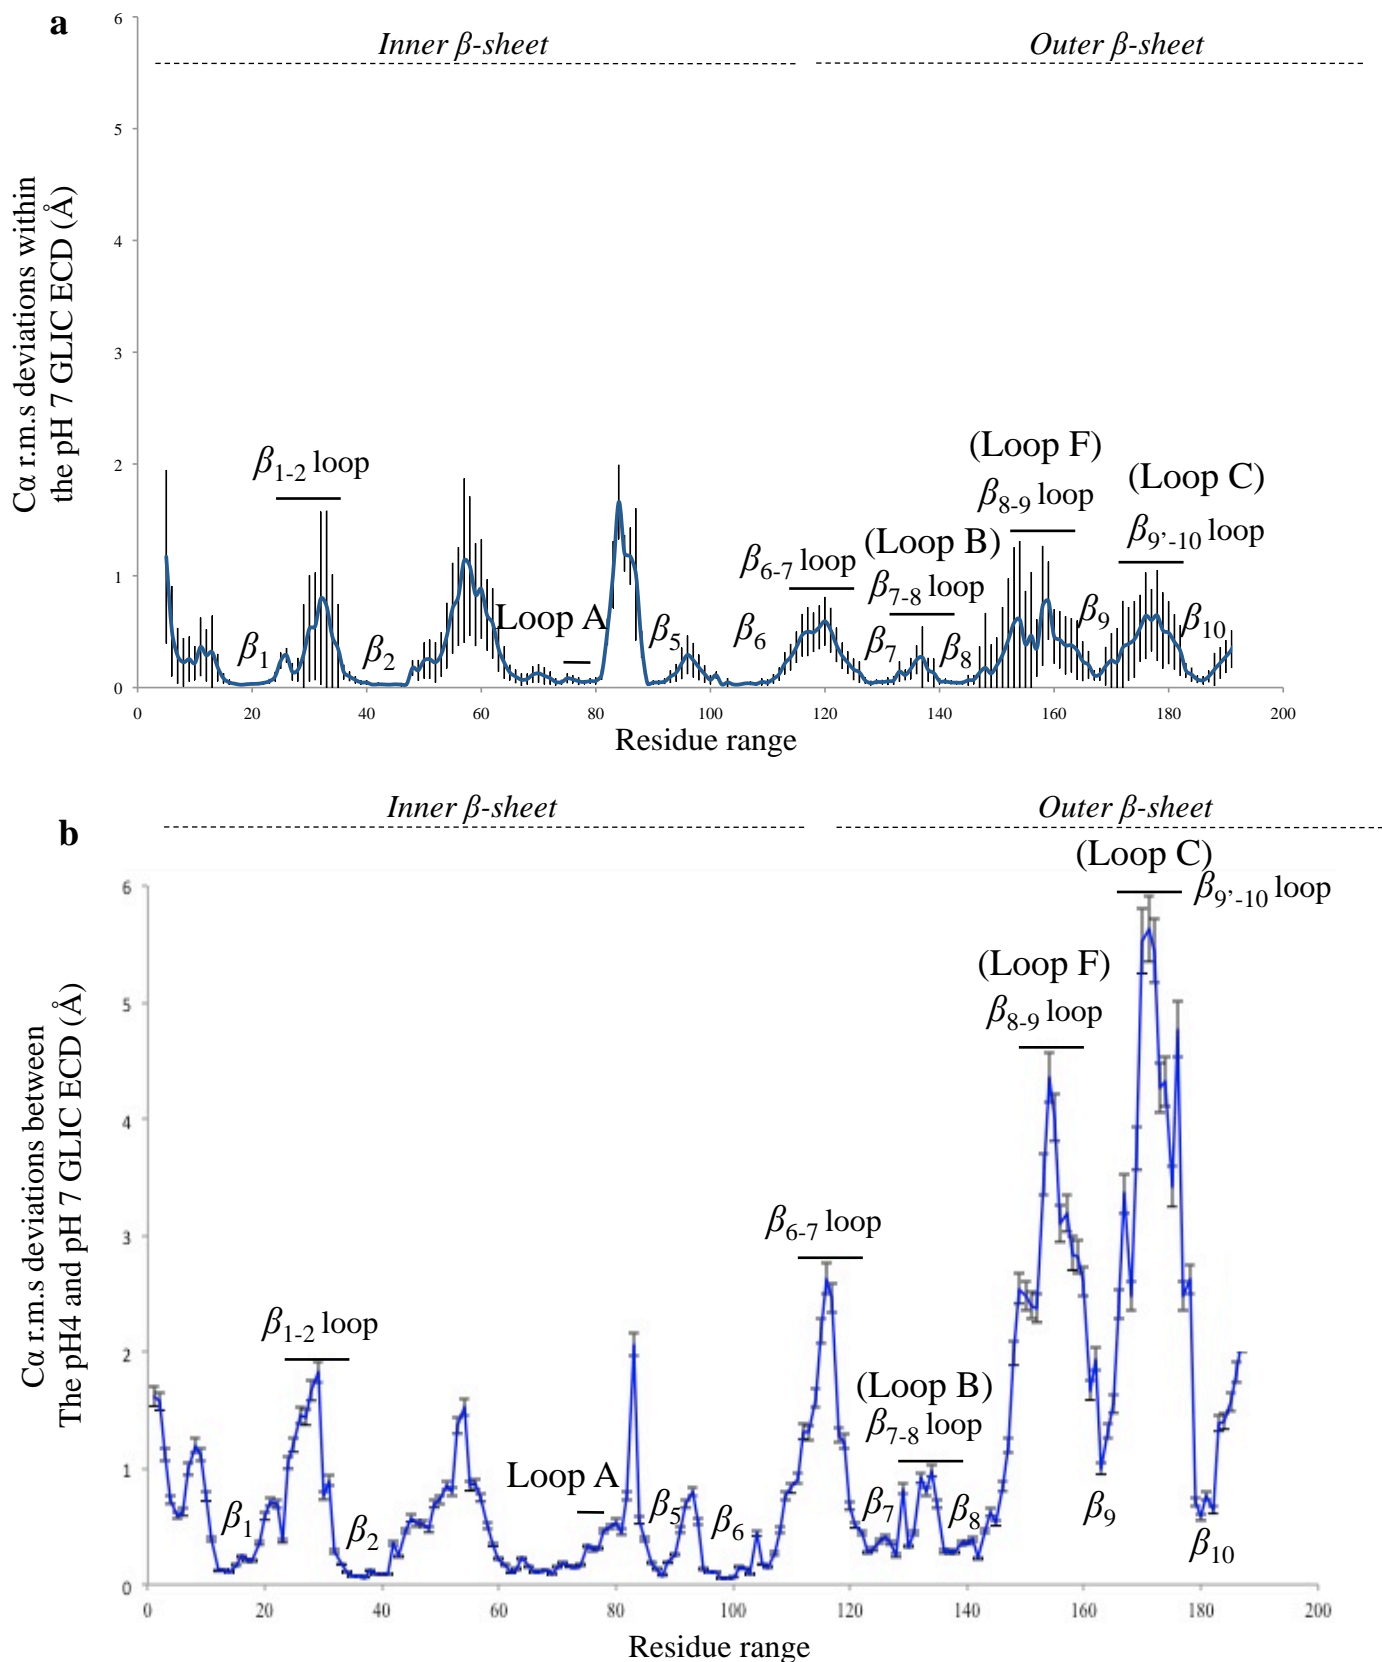 a
Inner β-sheet
Outer β-sheet
Cα r.m.s deviations within
the pH 7 GLIC ECD (Å)
6
5
4
3
2
1
0
β1-2 loop
(Loop F)
β8-9 loop
(Loop C)
β9’-10 loop
(Loop B)
β6-7 loop
β7-8 loop
Loop A
β1
β2
β5
β6
β7
β8
β9
β10
0 20 40 60 80 100 120 140 160 180 200
Residue range
b
Inner β-sheet
Outer β-sheet
Cα r.m.s deviations between
The pH4 and pH 7 GLIC ECD (Å)
6
5
4
3
2
1
0
(Loop C)
β9’-10 loop
(Loop F)
β8-9 loop
β6-7 loop
β1-2 loop
(Loop B)
β7-8 loop
Loop A
β1
β2
β5
β6
β7
β8
β9
β10
0 20 40 60 80 100 120 140 160 180 200
Residue range